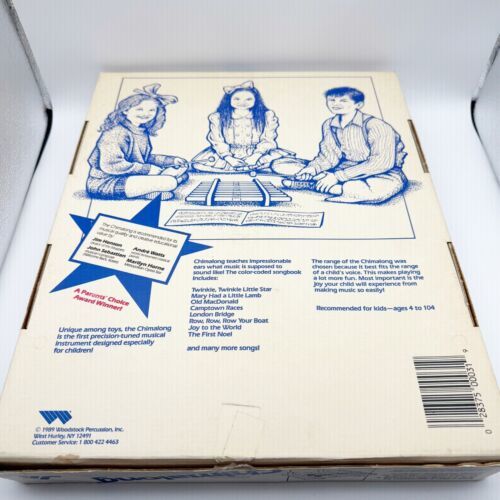 The Chimalong is recommended for its
musical quality and creative educational
value by:
Jim Henson
André Watts
John Sebastian
Marilyn Horne
A Parents' Choice
Award Winner!
Unique among toys, the Chimalong
is the first precision-tuned musical
instrument designed especially
for children!
Chimalong teaches impressionable
ears what music is supposed to
sound like! The color-coded songbook
includes:
Twinkle, Twinkle Little Star
Mary Had a Little Lamb
Old MacDonald
Camptown Races
London Bridge
Row, Row, Row Your Boat
Joy to the World
The First Noel
and many more songs!
The range of the Chimalong was
chosen because it best fits the range
of a child's voice. This makes playing
a lot more fun. Most important is the
joy your child will experience from
making music so easily!
Recommended for kids—ages 4 to 104
© 1989 Woodstock Percussion, Inc.
West Hurley, NY 12491
Customer Service: 1 800 422 4463
0 28375 00031 9
Chimalong